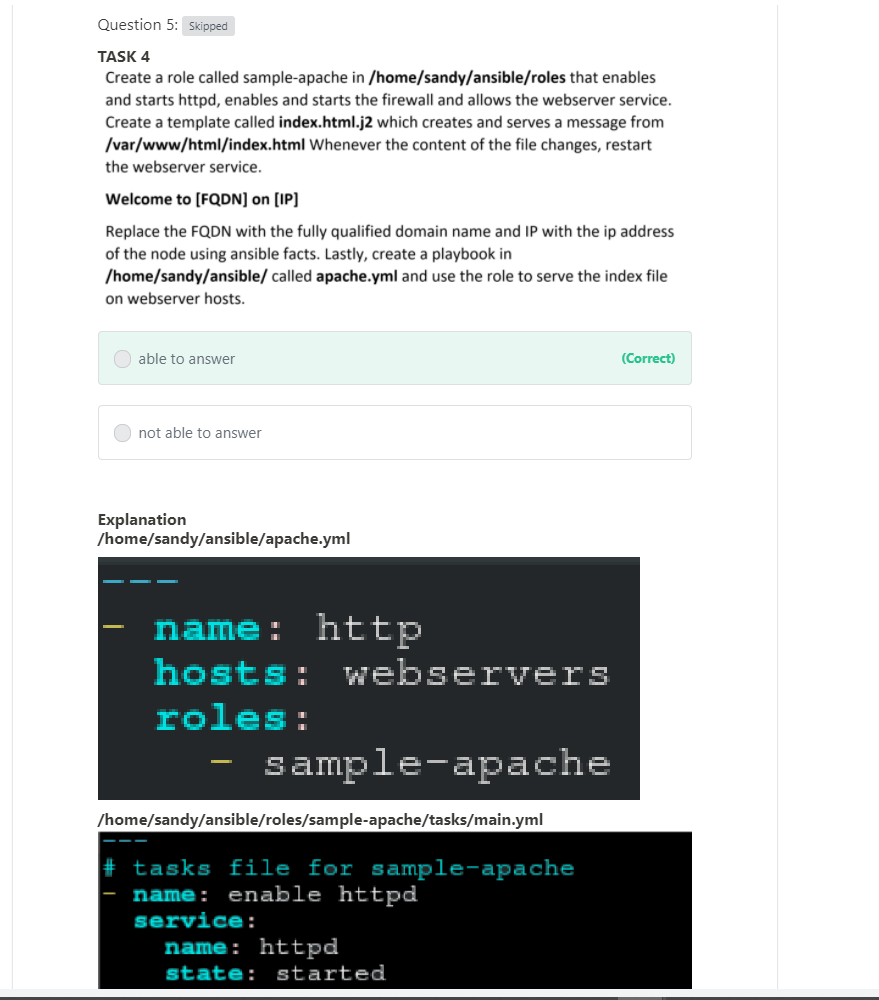 Question 5: Skipped
TASK 4
Create a role called sample-apache in /home/sandy/ansible/roles that enables
and starts httpd, enables and starts the firewall and allows the webserver service.
Create a template called index.html.j2 which creates and serves a message from
/var/www/html/index.html Whenever the content of the file changes, restart
the webserver service.
Welcome to [FQDN] on [IP]
Replace the FQDN with the fully qualified domain name and IP with the ip address
of the node using ansible facts. Lastly, create a playbook in
/home/sandy/ansible/ called apache.yml and use the role to serve the index file
on webserver hosts.
able to answer (Correct)
not able to answer
Explanation
/home/sandy/ansible/apache.yml
---
- name: http
hosts: webservers
roles:
- sample-apache
/home/sandy/ansible/roles/sample-apache/tasks/main.yml
---
# tasks file for sample-apache
- name: enable httpd
service:
name: httpd
state: started